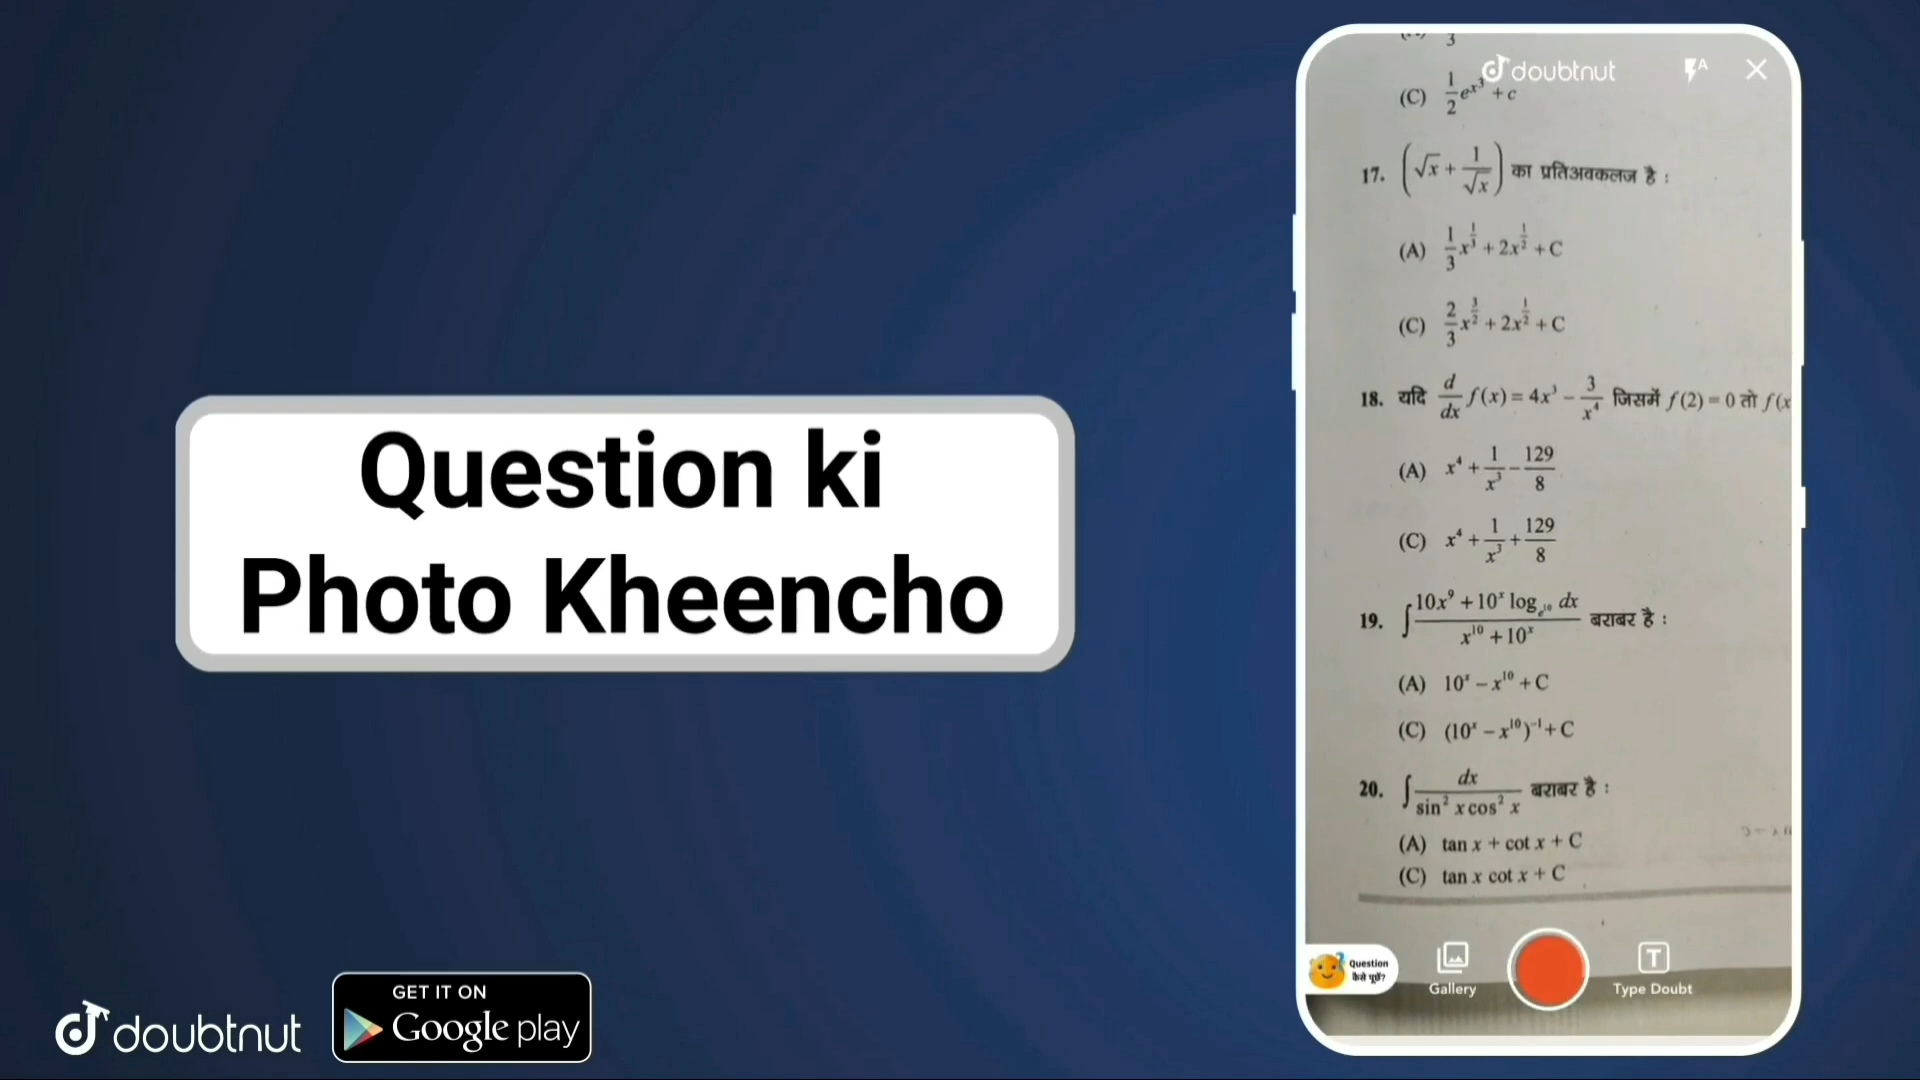 Question ki
Photo Kheencho
doubtnut
GET IT ON
Google play
doubtnut
A
3
(C) 1/2 e^x³ + c
17. (√x + 1/√x) का प्रतिअवकलज है :
(A) 1/3 x^(1/3) + 2x^(1/2) + C
(C) 2/3 x^(3/2) + 2x^(1/2) + C
18. यदि d/dx f(x) = 4x³ − 3/x⁴ जिसमें f(2) = 0 तो f(x
(A) x⁴ + 1/x³ − 129/8
(C) x⁴ + 1/x³ + 129/8
19. ∫ (10x⁹ + 10ˣ log_e¹⁰ dx)/(x¹⁰ + 10ˣ) बराबर है :
(A) 10ˣ − x¹⁰ + C
(C) (10ˣ − x¹⁰)⁻¹ + C
20. ∫ dx/(sin² x cos² x) बराबर है :
(A) tan x + cot x + C
(C) tan x cot x + C
Question
कैसे पूछें?
Gallery
T
Type Doubt